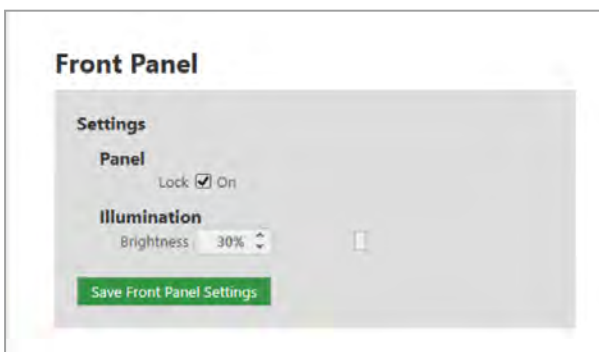 Front Panel
Settings
Panel
Lock On
Illumination
Brightness 30%
Save Front Panel Settings